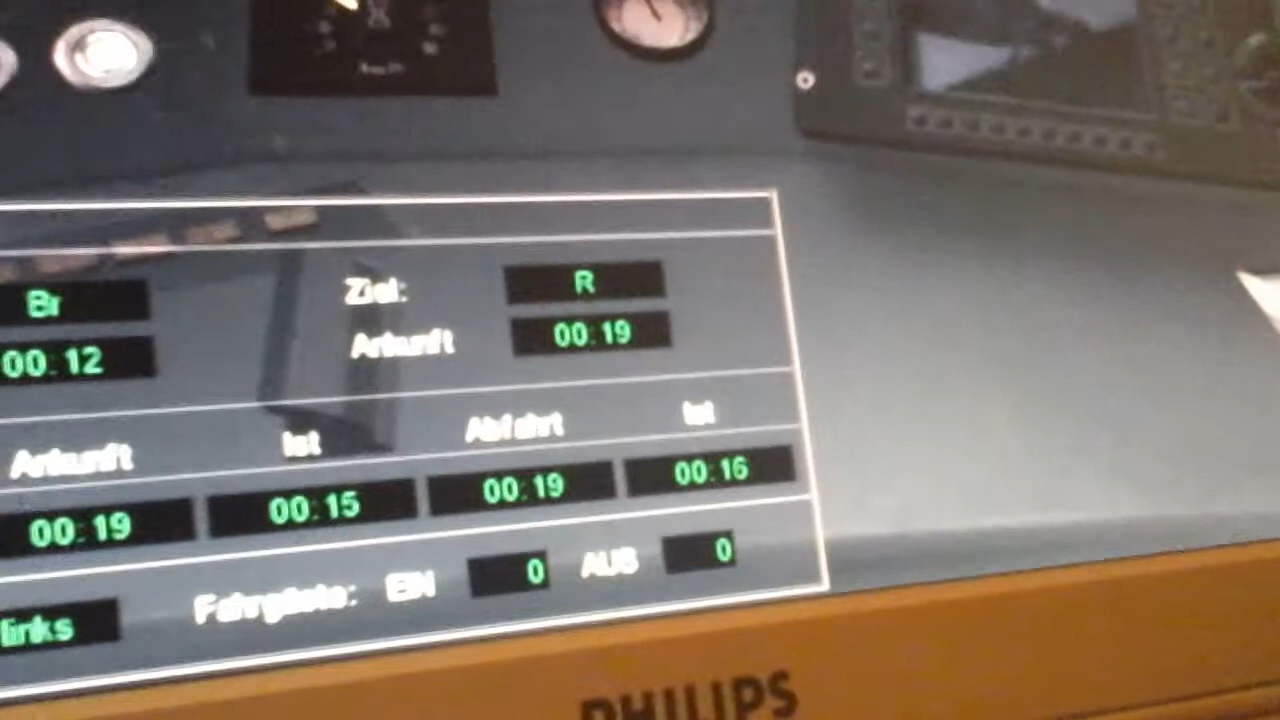 Br Ziel: R
00:12 Ankunft 00:19
Ankunft Ist Abfahrt Ist
00:19 00:15 00:19 00:16
links Fahrgäste: EIN 0 AUS 0
PHILIPS